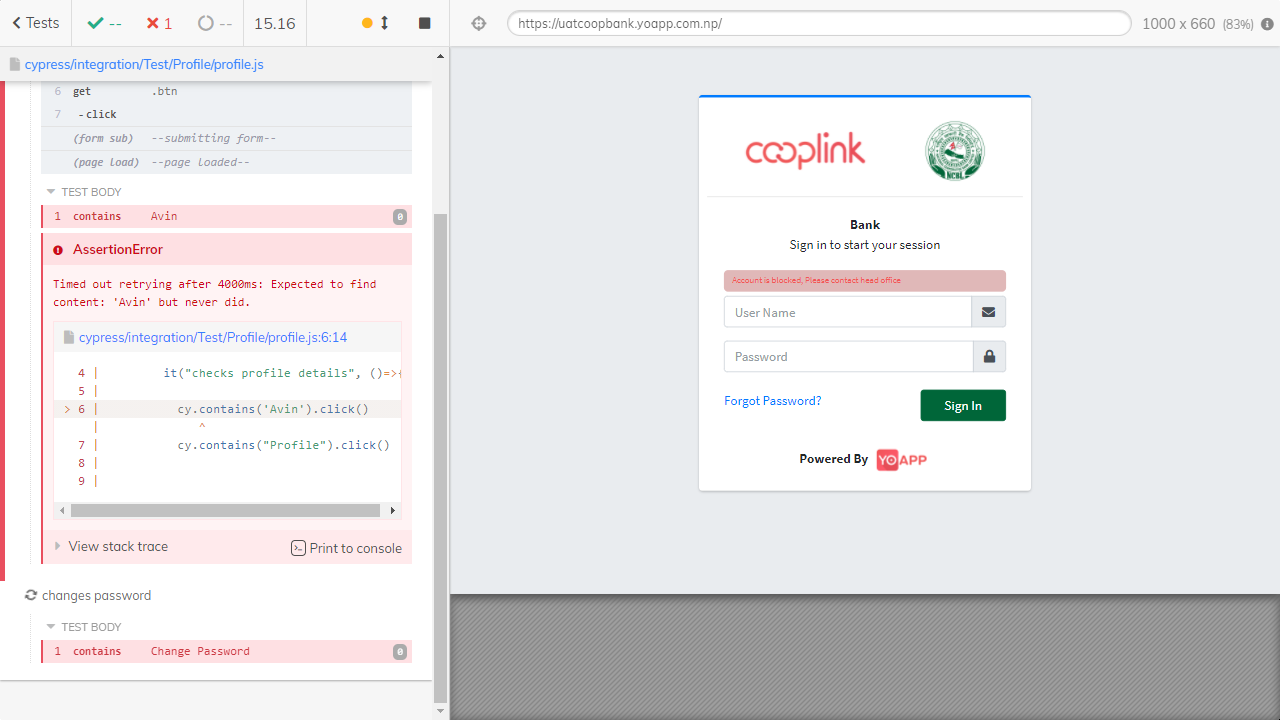 Tests
--
1
--
15.16
https://uatcoopbank.yoapp.com.np/
1000 x 660 (83%)
cypress/integration/Test/Profile/profile.js
6 get .btn
7 -click
(form sub) --submitting form--
(page load) --page loaded--
TEST BODY
1 contains Avin 0
AssertionError
Timed out retrying after 4000ms: Expected to find
content: 'Avin' but never did.
cypress/integration/Test/Profile/profile.js:6:14
4 | it("checks profile details", ()=>{
5 |
> 6 | cy.contains('Avin').click()
| ^
7 | cy.contains("Profile").click()
8 |
9 |
View stack trace
Print to console
changes password
TEST BODY
1 contains Change Password 0
cooplink
NCBL
Bank
Sign in to start your session
Account is blocked, Please contact head office
User Name
Password
Forgot Password?
Sign In
Powered By YOAPP